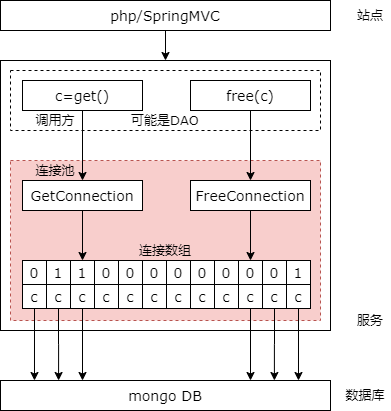 php/SpringMVC
站点
c=get()
free(c)
调用方
可能是DAO
连接池
GetConnection
FreeConnection
连接数组
0 1 1 0 0 0 0 0 0 0 0 1
c c c c c c c c c c c c
服务
mongo DB
数据库